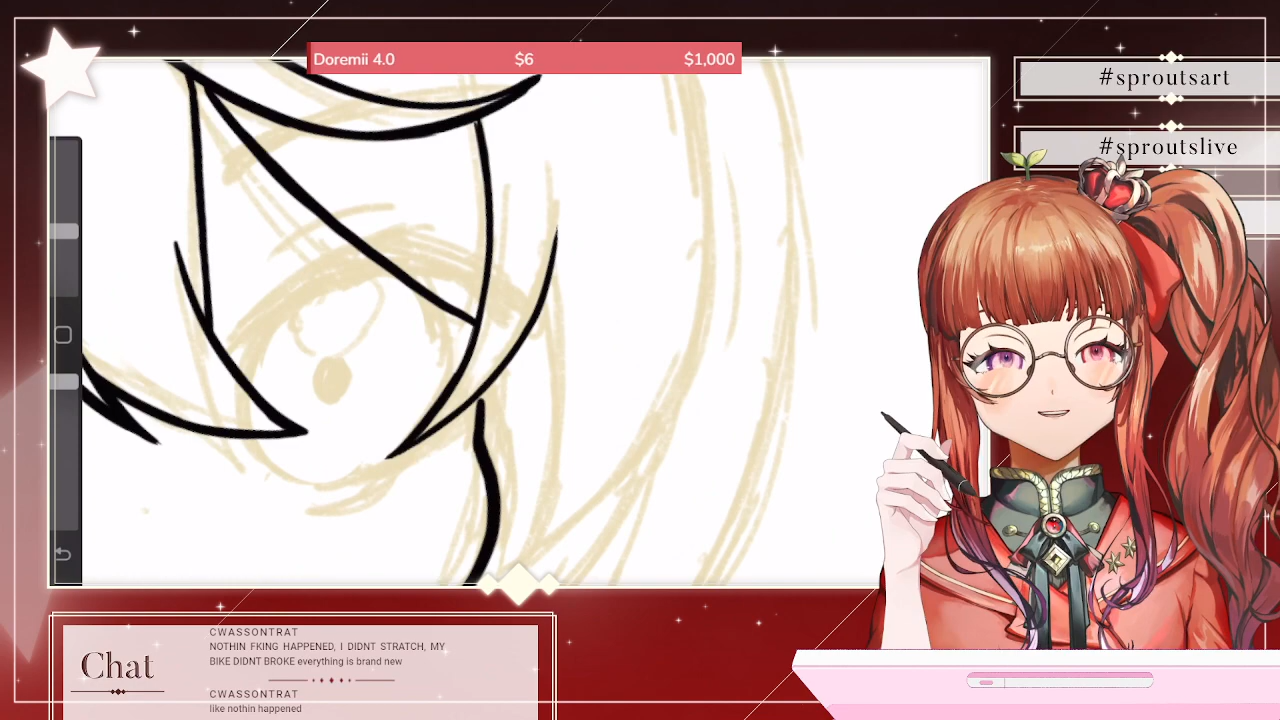 Doremii 4.0 $6 $1,000
#sproutsart
#sproutslive
Chat
CWASSONTRAT
NOTHIN FKING HAPPENED, I DIDNT STRATCH, MY
BIKE DIDNT BROKE everything is brand new
CWASSONTRAT
like nothin happened